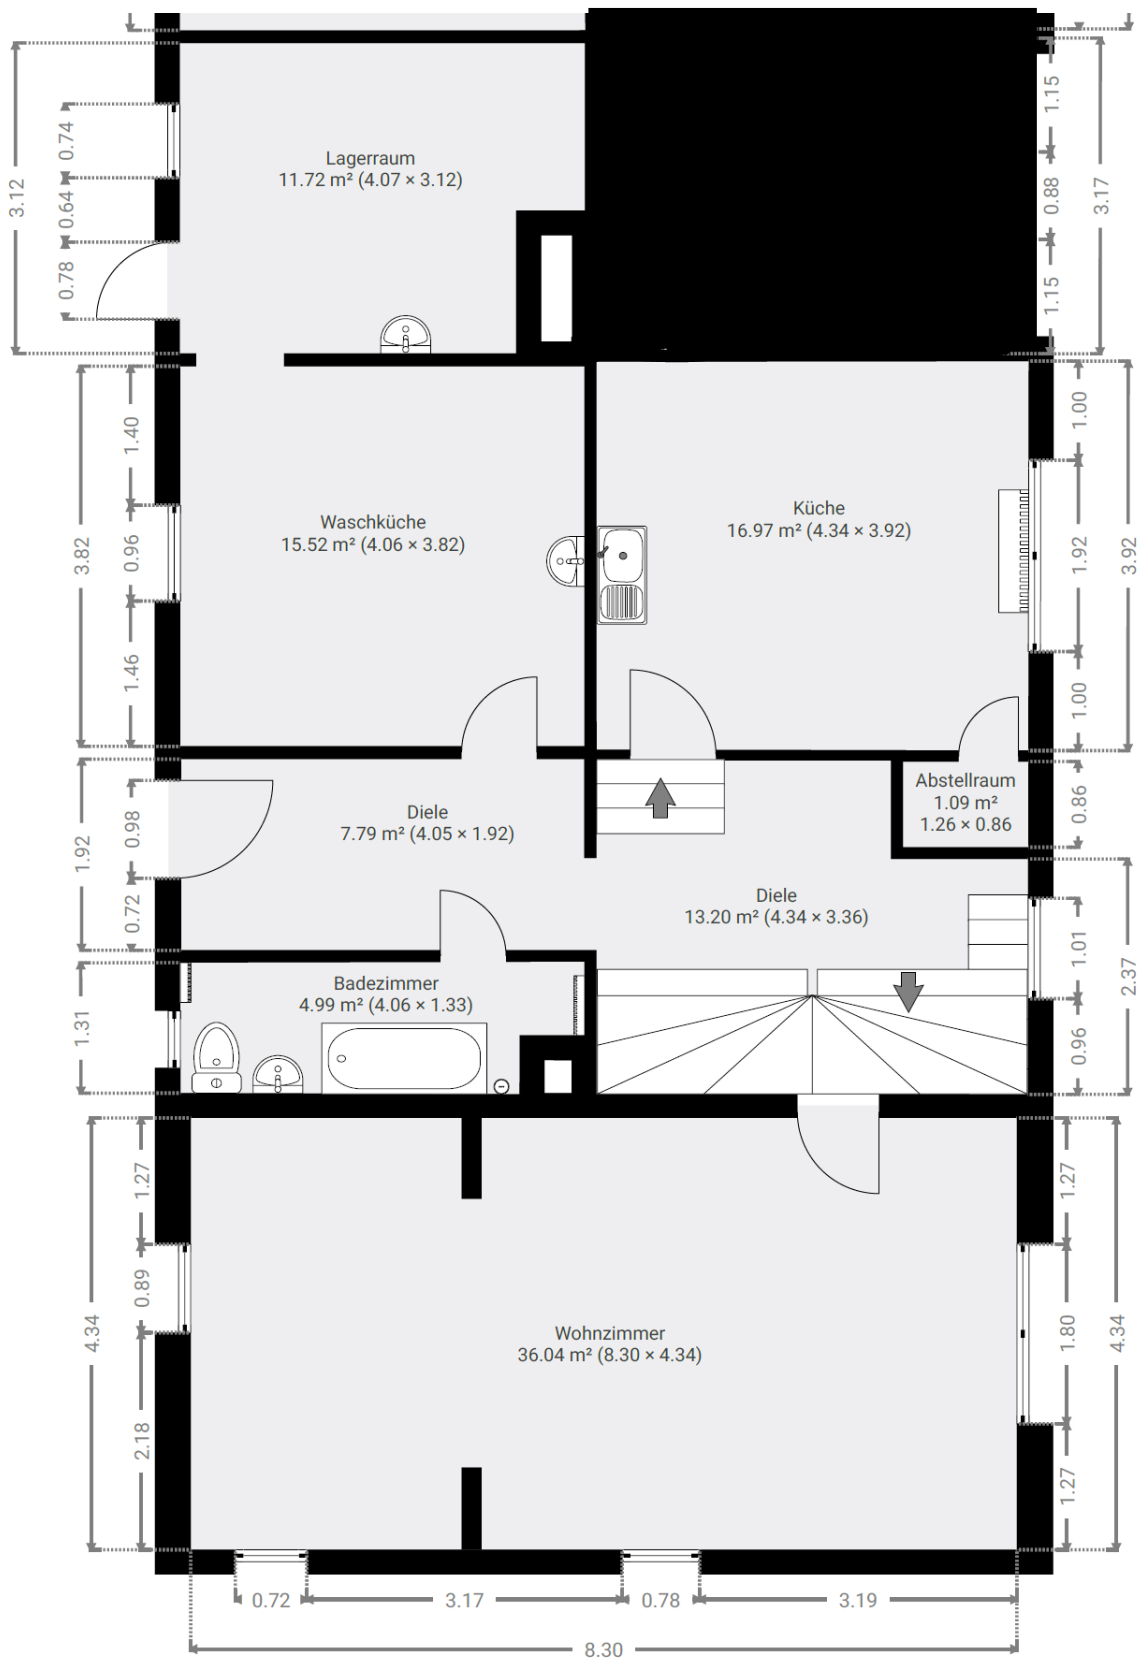 1.15
0.74
Lagerraum
11.72 m² (4.07 × 3.12)
3.12
0.64
0.88
3.17
0.78
1.15
1.40
1.00
Küche
16.97 m² (4.34 × 3.92)
Waschküche
15.52 m² (4.06 × 3.82)
3.82
0.96
1.92
3.92
1.46
1.00
Abstellraum
1.09 m²
1.26 × 0.86
0.86
Diele
7.79 m² (4.05 × 1.92)
0.98
1.92
0.72
Diele
13.20 m² (4.34 × 3.36)
1.01
2.37
Badezimmer
4.99 m² (4.06 × 1.33)
1.31
0.96
1.27
1.27
0.89
4.34
Wohnzimmer
36.04 m² (8.30 × 4.34)
1.80
4.34
2.18
1.27
0.72
3.17
0.78
3.19
8.30